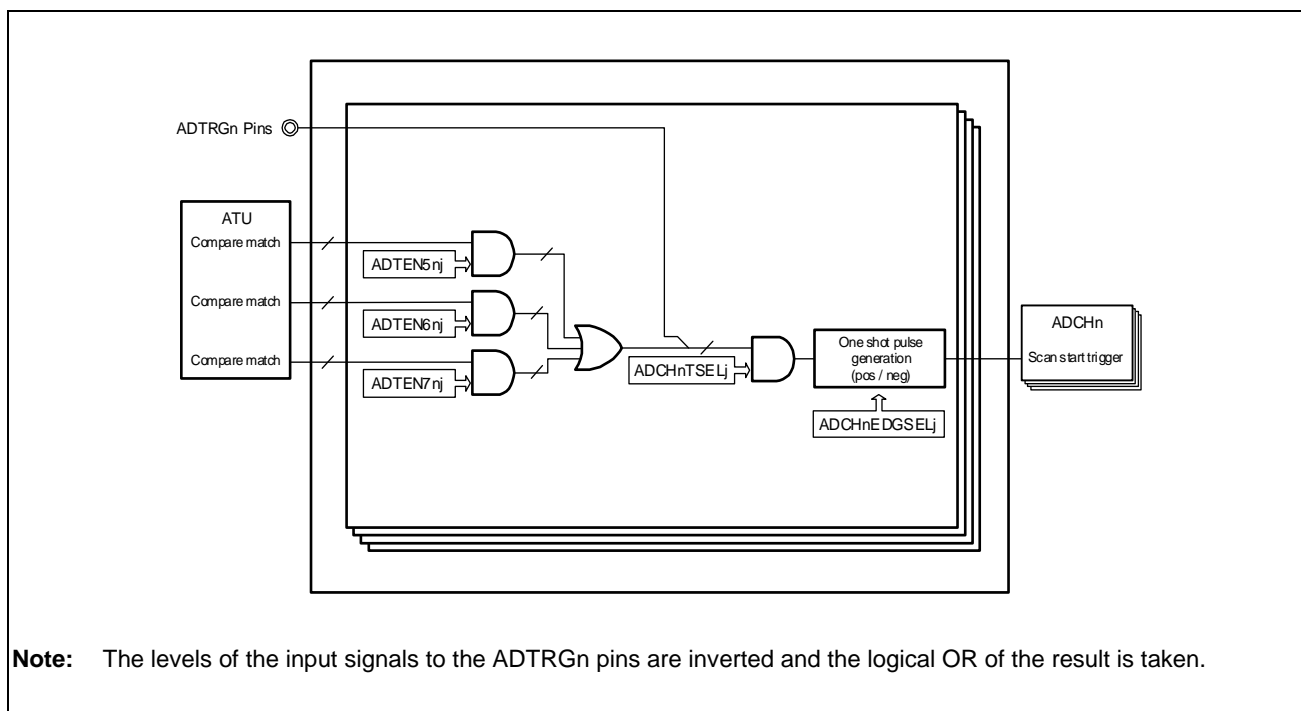 ADTRGn Pins
ATU
Compare match
ADTEN5nj
Compare match
ADTEN6nj
Compare match
ADTEN7nj
ADCHnTSELj
One shot pulse
generation
(pos / neg)
ADCHnEDGSELj
ADCHn
Scan start trigger
Note: The levels of the input signals to the ADTRGn pins are inverted and the logical OR of the result is taken.